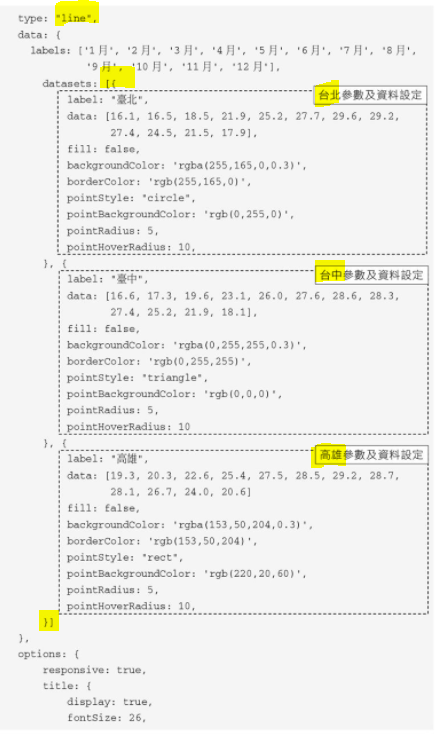 type: "line",
data: {
labels: ['1月', '2月', '3月', '4月', '5月', '6月', '7月', '8月',
'9月', '10月', '11月', '12月'],
datasets: [{
台北參數及資料設定
label: "臺北",
data: [16.1, 16.5, 18.5, 21.9, 25.2, 27.7, 29.6, 29.2,
27.4, 24.5, 21.5, 17.9],
fill: false,
backgroundColor: 'rgba(255,165,0,0.3)',
borderColor: 'rgb(255,165,0)',
pointStyle: "circle",
pointBackgroundColor: 'rgb(0,255,0)',
pointRadius: 5,
pointHoverRadius: 10,
}, {
台中參數及資料設定
label: "臺中",
data: [16.6, 17.3, 19.6, 23.1, 26.0, 27.6, 28.6, 28.3,
27.4, 25.2, 21.9, 18.1],
fill: false,
backgroundColor: 'rgba(0,255,255,0.3)',
borderColor: 'rgb(0,255,255)',
pointStyle: "triangle",
pointBackgroundColor: 'rgb(0,0,0)',
pointRadius: 5,
pointHoverRadius: 10
}, {
高雄參數及資料設定
label: "高雄",
data: [19.3, 20.3, 22.6, 25.4, 27.5, 28.5, 29.2, 28.7,
28.1, 26.7, 24.0, 20.6]
fill: false,
backgroundColor: 'rgba(153,50,204,0.3)',
borderColor: 'rgb(153,50,204)',
pointStyle: "rect",
pointBackgroundColor: 'rgb(220,20,60)',
pointRadius: 5,
pointHoverRadius: 10,
}]
},
options: {
responsive: true,
title: {
display: true,
fontSize: 26,